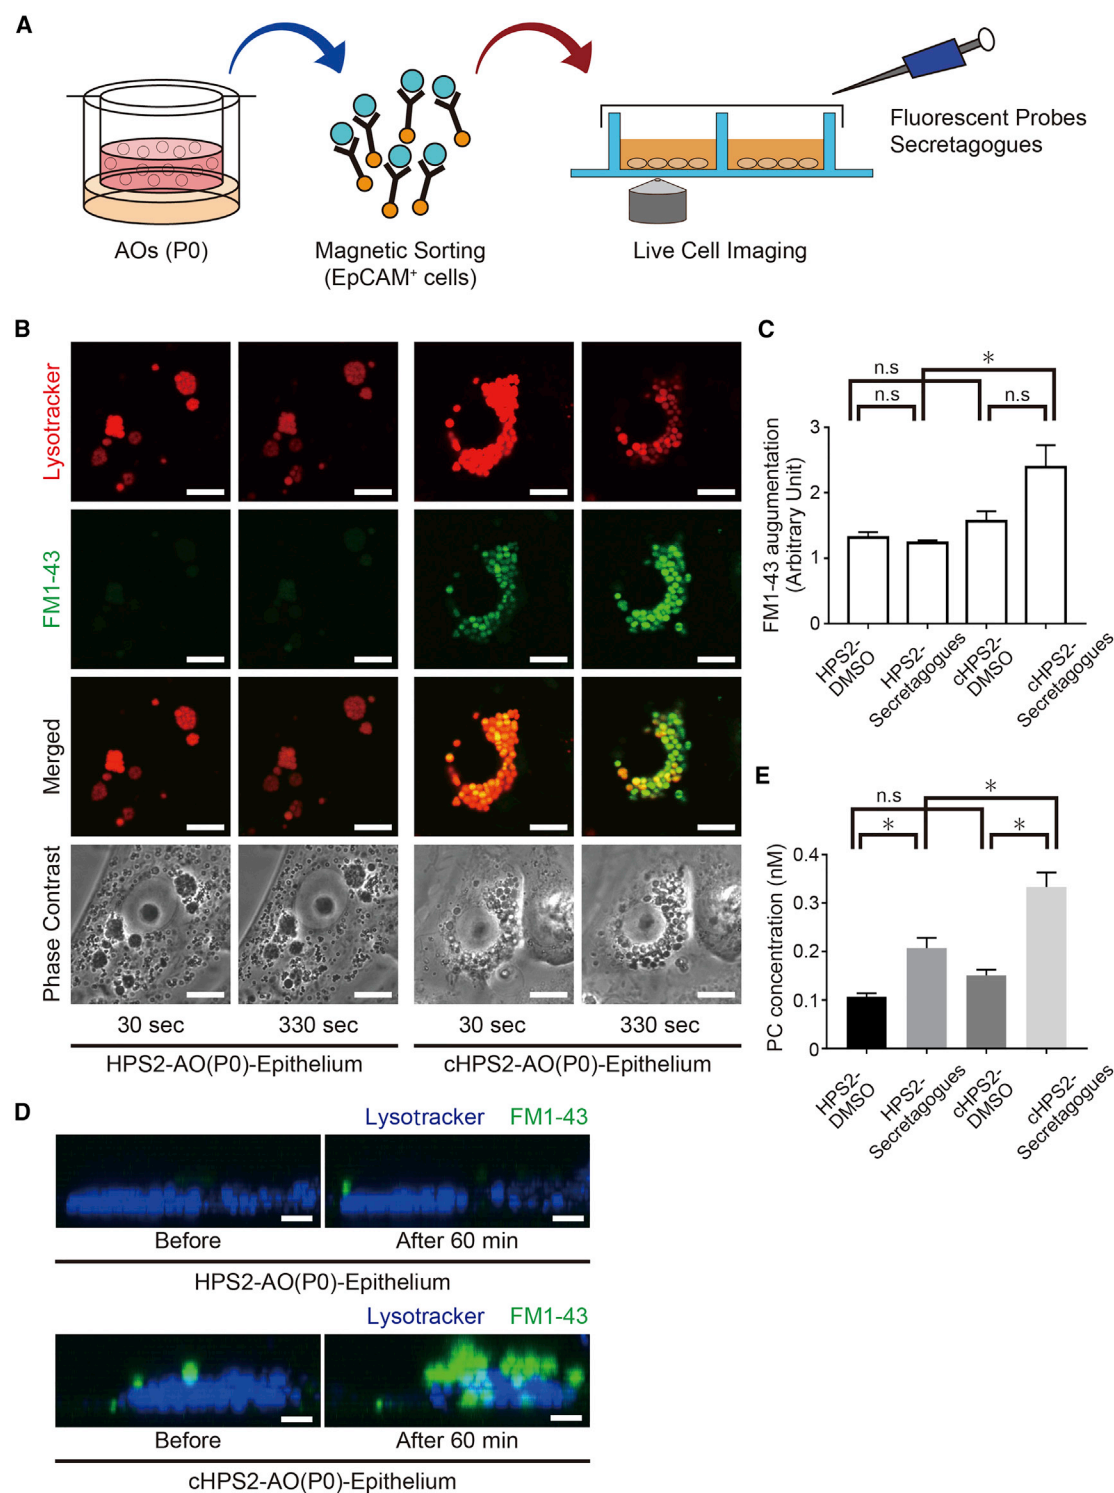 A
AOs (P0)
Magnetic Sorting
(EpCAM⁺ cells)
Live Cell Imaging
Fluorescent Probes
Secretagogues
B
Lysotracker
FM1-43
Merged
Phase Contrast
30 sec
330 sec
30 sec
330 sec
HPS2-AO(P0)-Epithelium
cHPS2-AO(P0)-Epithelium
C
n.s
*
n.s
n.s
FM1-43 augumentation
(Arbitrary Unit)
3
2
1
0
HPS2-
DMSO
HPS2-
Secretagogues
cHPS2-
DMSO
cHPS2-
Secretagogues
D
Lysotracker FM1-43
Before
After 60 min
HPS2-AO(P0)-Epithelium
Lysotracker FM1-43
Before
After 60 min
cHPS2-AO(P0)-Epithelium
E
n.s
*
*
*
PC concentration (nM)
0.4
0.3
0.2
0.1
0
HPS2-
DMSO
HPS2-
Secretagogues
cHPS2-
DMSO
cHPS2-
Secretagogues